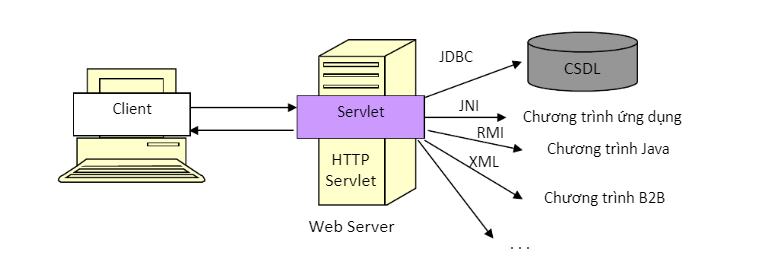 JDBC
CSDL
Client
Servlet
JNI
Chương trình ứng dụng
RMI
Chương trình Java
HTTP
Servlet
XML
Chương trình B2B
Web Server
. . .